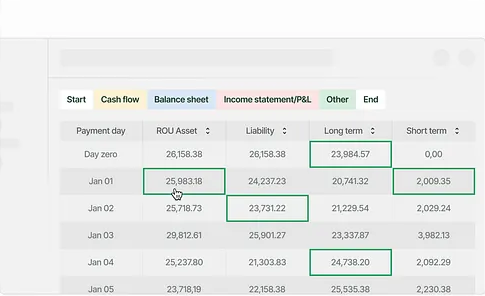 Start Cash flow Balance sheet Income statement/P&L Other End
Payment day ROU Asset Liability Long term Short term
Day zero 26,158.38 26,158.38 23,984.57 0,00
Jan 01 25,983.18 24,237.23 20,741.32 2,009.35
Jan 02 25,718.73 23,731.22 21,229.54 2,029.24
Jan 03 29,812.61 25,901.27 23,337.87 3,982.13
Jan 04 25,237.80 21,303.83 24,738.20 2,092.29
Jan 05 23,718,19 22,158.38 25,535.38 2,230.38